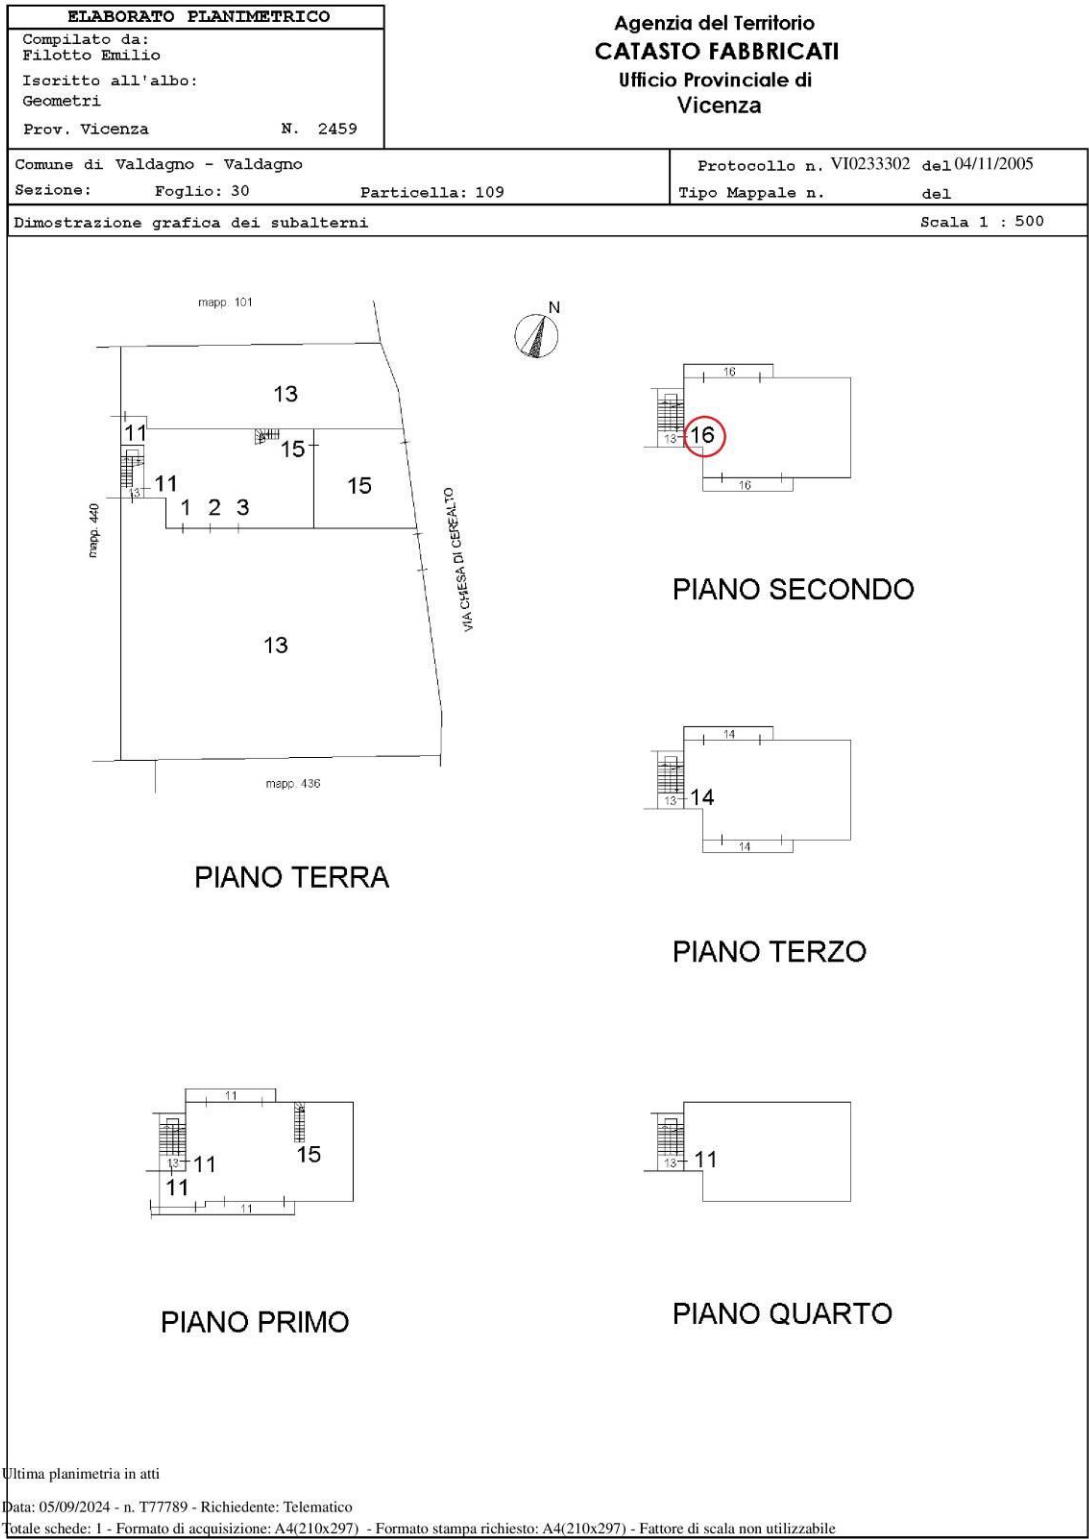 ELABORATO PLANIMETRICO
Compilato da:
Filotto Emilio
Iscritto all'albo:
Geometri
Prov. Vicenza N. 2459
Agenzia del Territorio
CATASTO FABBRICATI
Ufficio Provinciale di
Vicenza
Comune di Valdagno - Valdagno
Sezione: Foglio: 30 Particella: 109
Protocollo n. VI0233302 del 04/11/2005
Tipo Mappale n. del
Dimostrazione grafica dei subalterni
Scala 1 : 500
mapp. 101
N
13
11
15
15
11
13
1 2 3
mapp. 440
VIA CHIESA DI CEREALTO
13
mapp. 436
PIANO TERRA
16
13 16
16
PIANO SECONDO
14
13 14
14
PIANO TERZO
11
15
13 11
11
11
PIANO PRIMO
13 11
PIANO QUARTO
Ultima planimetria in atti
Data: 05/09/2024 - n. T77789 - Richiedente: Telematico
Totale schede: 1 - Formato di acquisizione: A4(210x297) - Formato stampa richiesto: A4(210x297) - Fattore di scala non utilizzabile